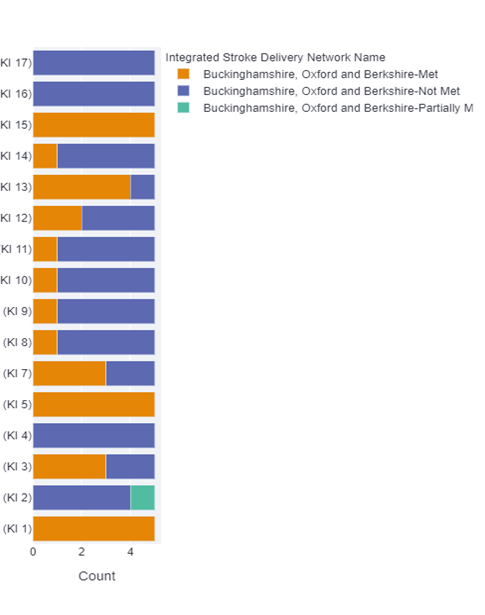 Integrated Stroke Delivery Network Name
Buckinghamshire, Oxford and Berkshire-Met
Buckinghamshire, Oxford and Berkshire-Not Met
Buckinghamshire, Oxford and Berkshire-Partially M
KI 17)
KI 16)
KI 15)
KI 14)
KI 13)
KI 12)
KI 11)
KI 10)
(KI 9)
(KI 8)
(KI 7)
(KI 5)
(KI 4)
(KI 3)
(KI 2)
(KI 1)
0 2 4
Count